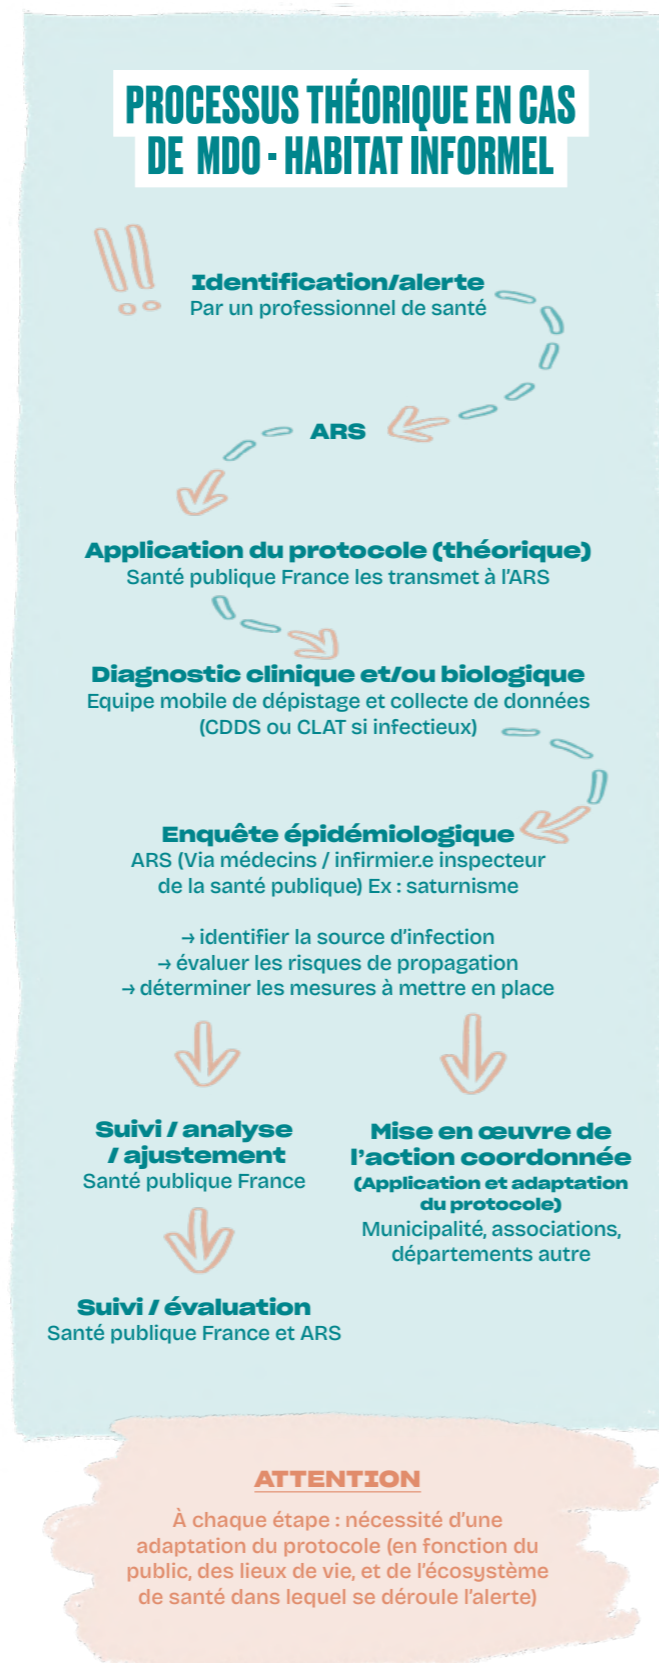 PROCESSUS THÉORIQUE EN CAS
DE MDO - HABITAT INFORMEL
Identification/alerte
Par un professionnel de santé
ARS
Application du protocole (théorique)
Santé publique France les transmet à l'ARS
Diagnostic clinique et/ou biologique
Equipe mobile de dépistage et collecte de données
(CDDS ou CLAT si infectieux)
Enquête épidémiologique
ARS (Via médecins / infirmier.e inspecteur
de la santé publique) Ex : saturnisme
→ identifier la source d'infection
→ évaluer les risques de propagation
→ déterminer les mesures à mettre en place
Suivi / analyse
/ ajustement
Santé publique France
Suivi / évaluation
Santé publique France et ARS
Mise en œuvre de
l'action coordonnée
(Application et adaptation
du protocole)
Municipalité, associations,
départements autre
ATTENTION
À chaque étape : nécessité d'une
adaptation du protocole (en fonction du
public, des lieux de vie, et de l'écosystème
de santé dans lequel se déroule l'alerte)